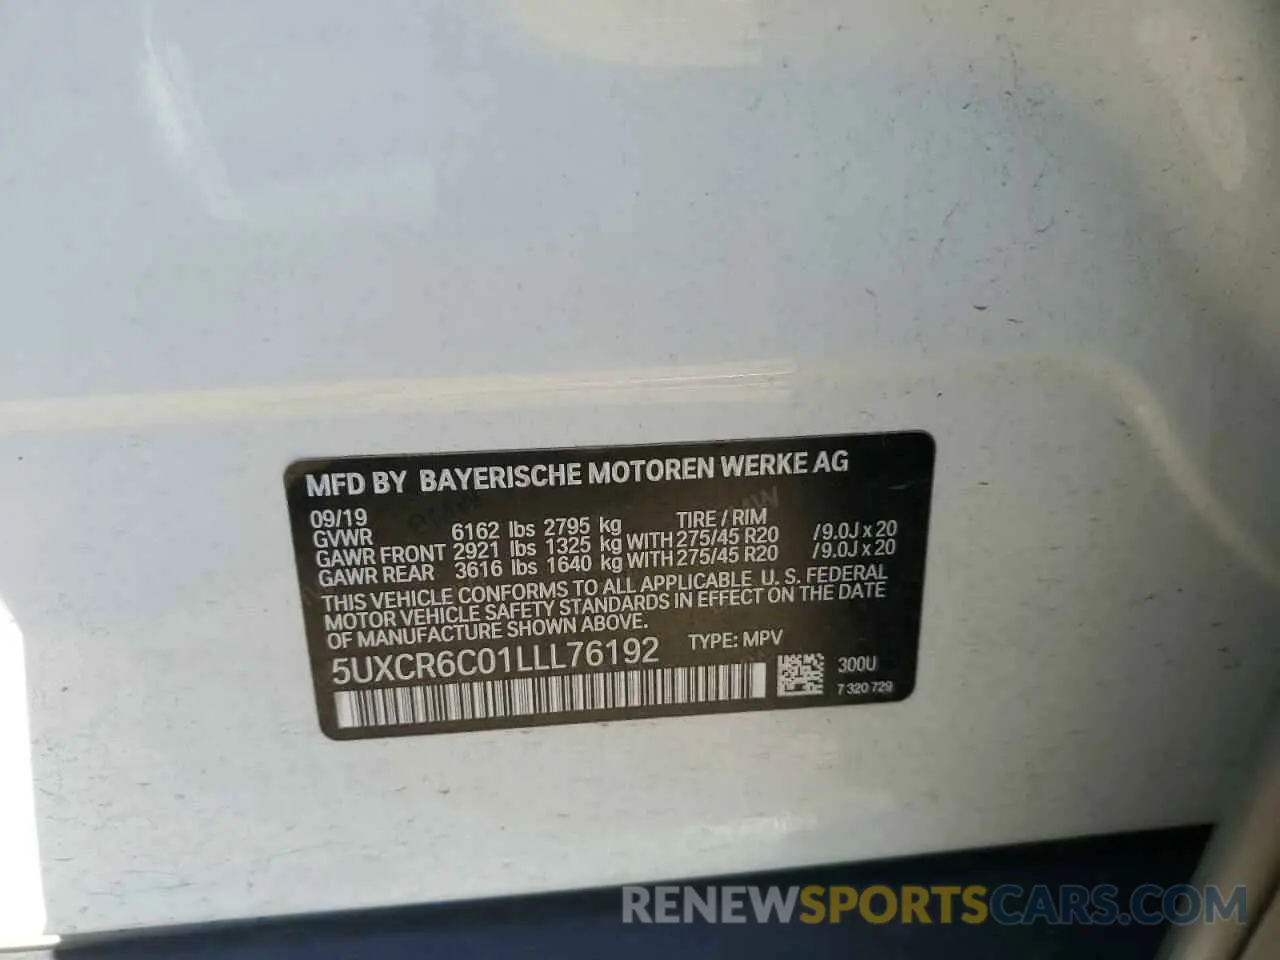 MFD BY BAYERISCHE MOTOREN WERKE AG
09/19
GVWR 6162 lbs 2795 kg TIRE / RIM
GAWR FRONT 2921 lbs 1325 kg WITH 275/45 R20 /9.0J x 20
GAWR REAR 3616 lbs 1640 kg WITH 275/45 R20 /9.0J x 20
THIS VEHICLE CONFORMS TO ALL APPLICABLE U. S. FEDERAL
MOTOR VEHICLE SAFETY STANDARDS IN EFFECT ON THE DATE
OF MANUFACTURE SHOWN ABOVE.
5UXCR6C01LLL76192 TYPE: MPV
300U
7 320 729
RENEWSPORTSCARS.COM